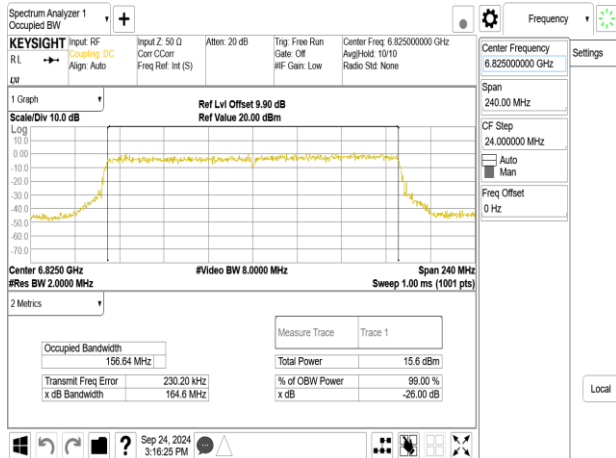 Spectrum Analyzer 1
Occupied BW
+
Frequency
KEYSIGHT
RL
LXI
Input: RF
Coupling: DC
Align: Auto
Input Z: 50 Ω
Corr CCorr
Freq Ref: Int (S)
Atten: 20 dB
Trig: Free Run
Gate: Off
#IF Gain: Low
Center Freq: 6.825000000 GHz
Avg|Hold: 10/10
Radio Std: None
Center Frequency
6.825000000 GHz
Settings
Span
240.00 MHz
CF Step
24.000000 MHz
Auto
Man
Freq Offset
0 Hz
Local
1 Graph
Scale/Div 10.0 dB
Ref Lvl Offset 9.90 dB
Ref Value 20.00 dBm
Log
10.0
0.00
-10.0
-20.0
-30.0
-40.0
-50.0
-60.0
-70.0
Center 6.8250 GHz
#Video BW 8.0000 MHz
Span 240 MHz
#Res BW 2.0000 MHz
Sweep 1.00 ms (1001 pts)
2 Metrics
Measure Trace
Trace 1
Occupied Bandwidth
156.64 MHz
Total Power
15.6 dBm
Transmit Freq Error
230.20 kHz
% of OBW Power
99.00 %
x dB Bandwidth
164.6 MHz
x dB
-26.00 dB
?
Sep 24, 2024
3:16:25 PM